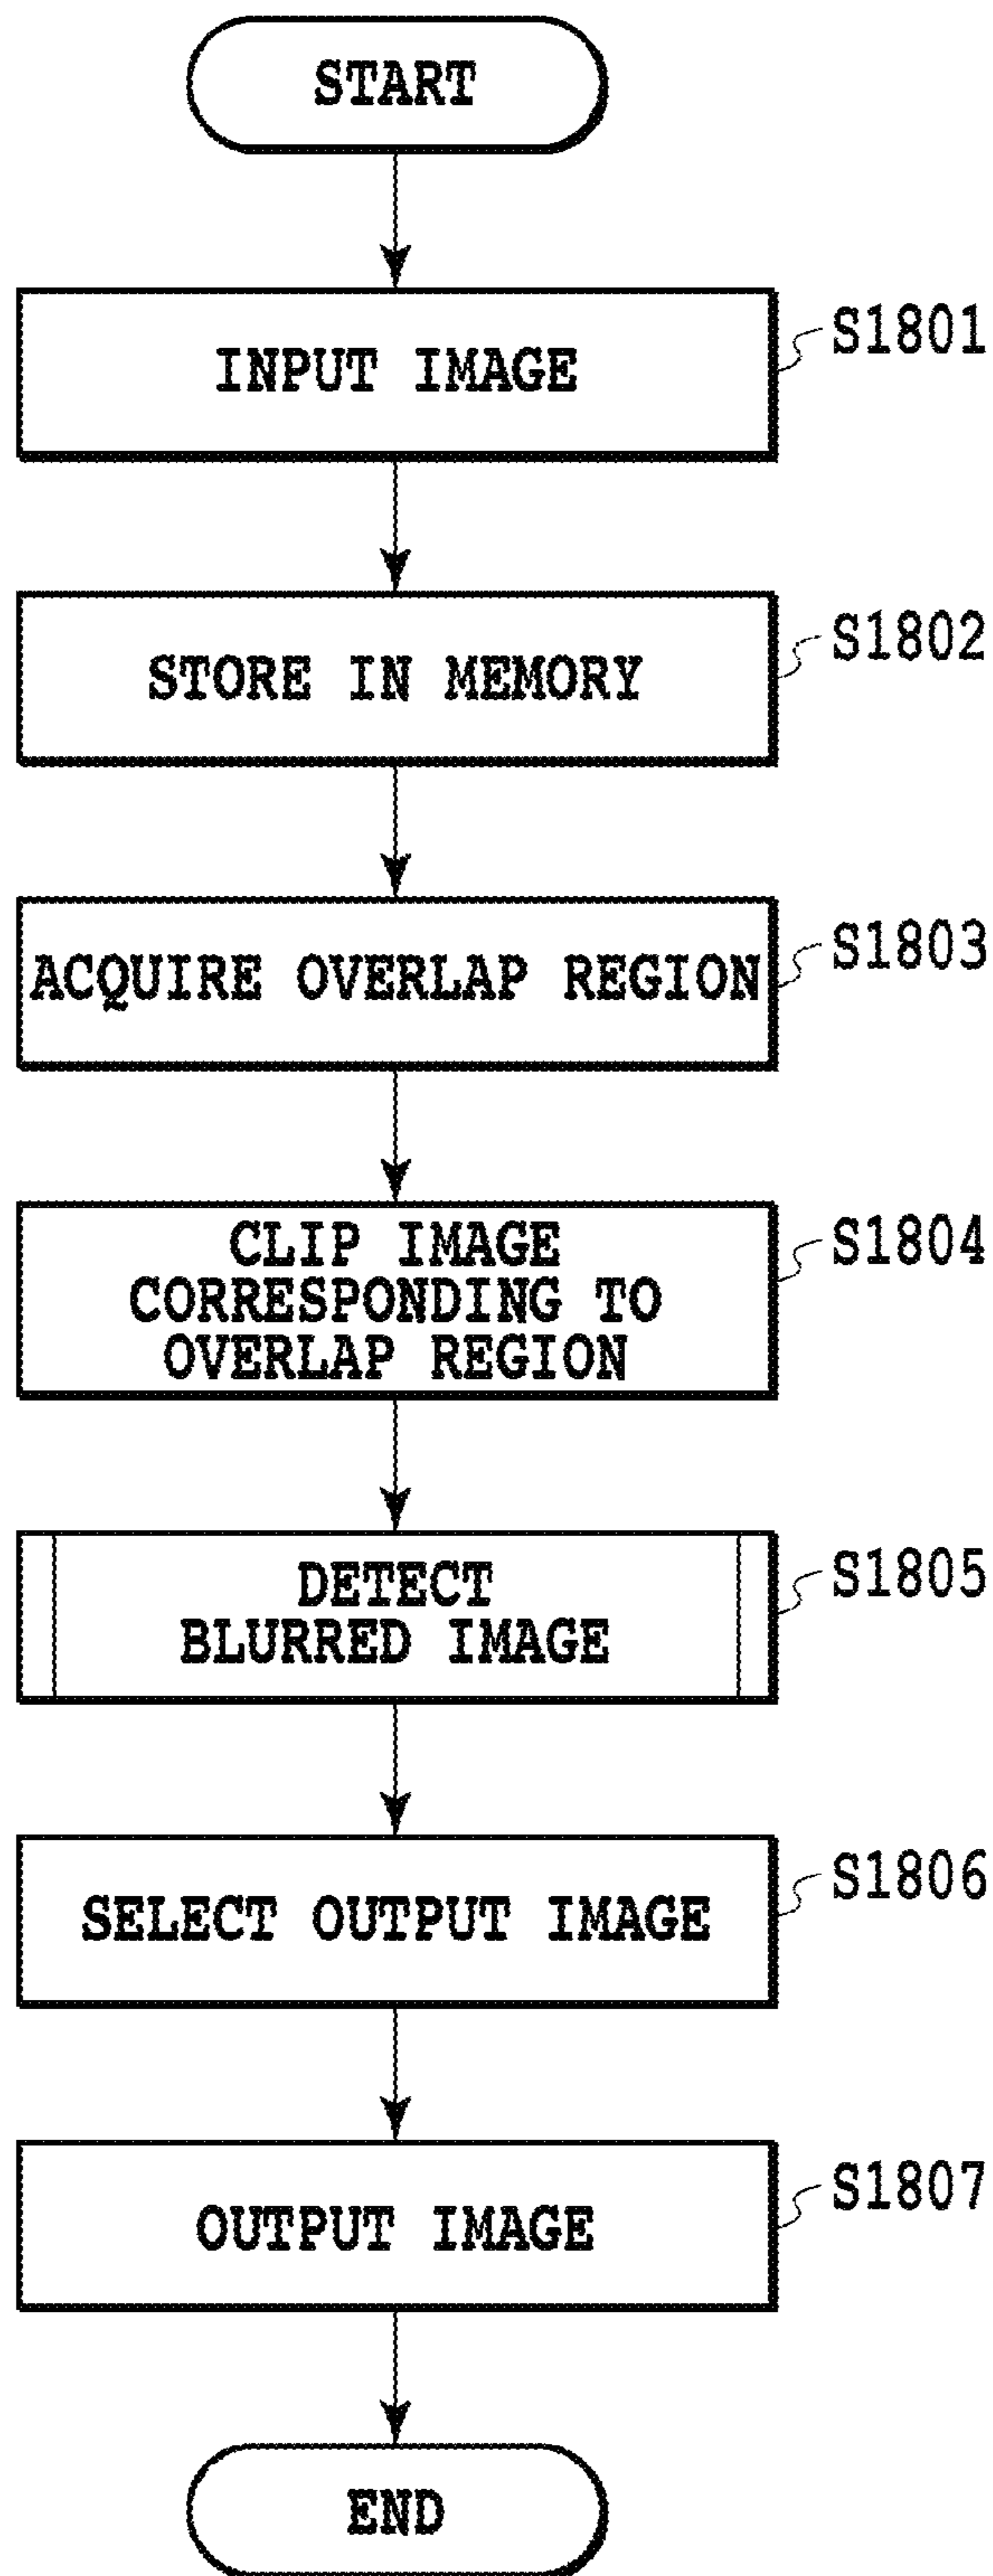 START
INPUT IMAGE
S1801
STORE IN MEMORY
S1802
ACQUIRE OVERLAP REGION
S1803
CLIP IMAGE
CORRESPONDING TO
OVERLAP REGION
S1804
DETECT
BLURRED IMAGE
S1805
SELECT OUTPUT IMAGE
S1806
OUTPUT IMAGE
S1807
END